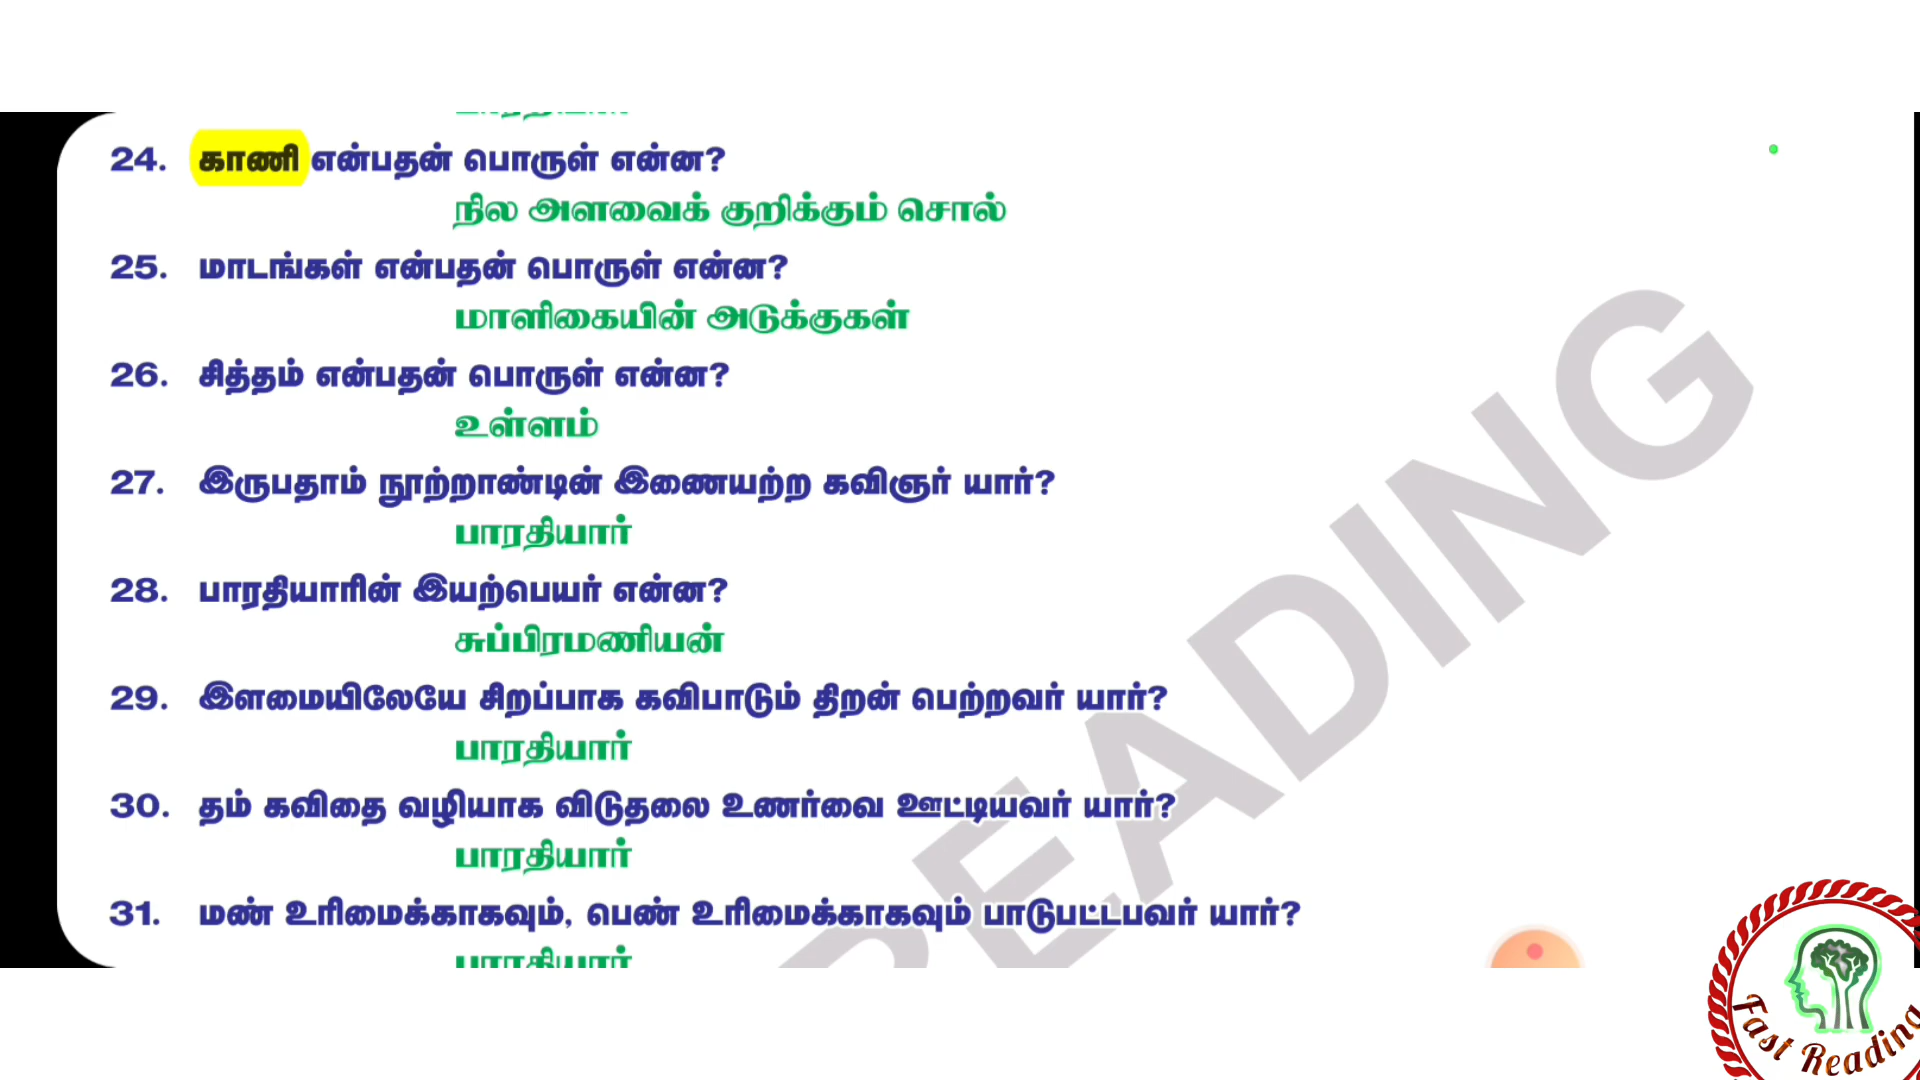 24. காணி என்பதன் பொருள் என்ன?
நில அளவைக் குறிக்கும் சொல்
25. மாடங்கள் என்பதன் பொருள் என்ன?
மாளிகையின் அடுக்குகள்
26. சித்தம் என்பதன் பொருள் என்ன?
உள்ளம்
27. இருபதாம் நூற்றாண்டின் இணையற்ற கவிஞர் யார்?
பாரதியார்
28. பாரதியாரின் இயற்பெயர் என்ன?
சுப்பிரமணியன்
29. இளமையிலேயே சிறப்பாக கவிபாடும் திறன் பெற்றவர் யார்?
பாரதியார்
30. தம் கவிதை வழியாக விடுதலை உணர்வை ஊட்டியவர் யார்?
பாரதியார்
31. மண் உரிமைக்காகவும், பெண் உரிமைக்காகவும் பாடுபட்டபவர் யார்?
பாரதியார்
READING
Fast Reading